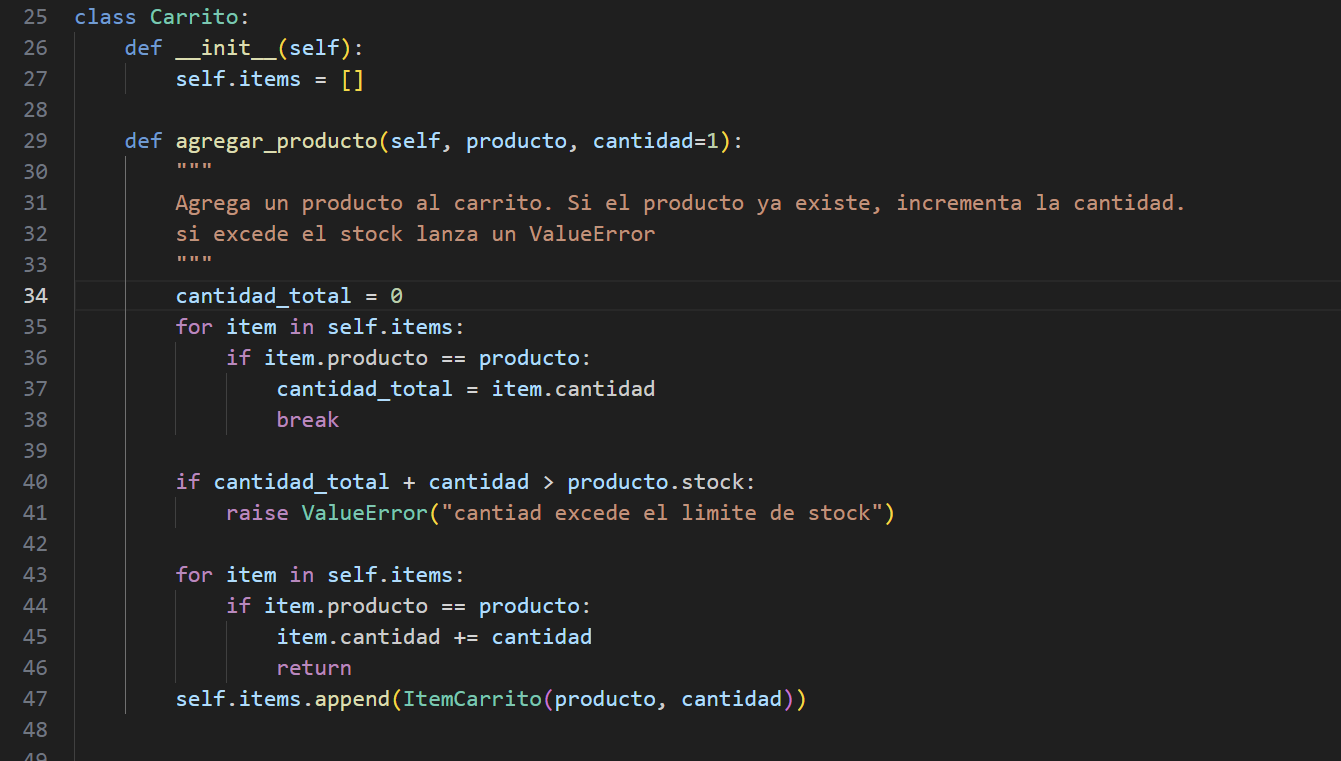 25 class Carrito:
26     def __init__(self):
27         self.items = []
28
29     def agregar_producto(self, producto, cantidad=1):
30         """
31         Agrega un producto al carrito. Si el producto ya existe, incrementa la cantidad.
32         si excede el stock lanza un ValueError
33         """
34         cantidad_total = 0
35         for item in self.items:
36             if item.producto == producto:
37                 cantidad_total = item.cantidad
38                 break
39
40         if cantidad_total + cantidad > producto.stock:
41             raise ValueError("cantiad excede el limite de stock")
42
43         for item in self.items:
44             if item.producto == producto:
45                 item.cantidad += cantidad
46                 return
47         self.items.append(ItemCarrito(producto, cantidad))
48
49